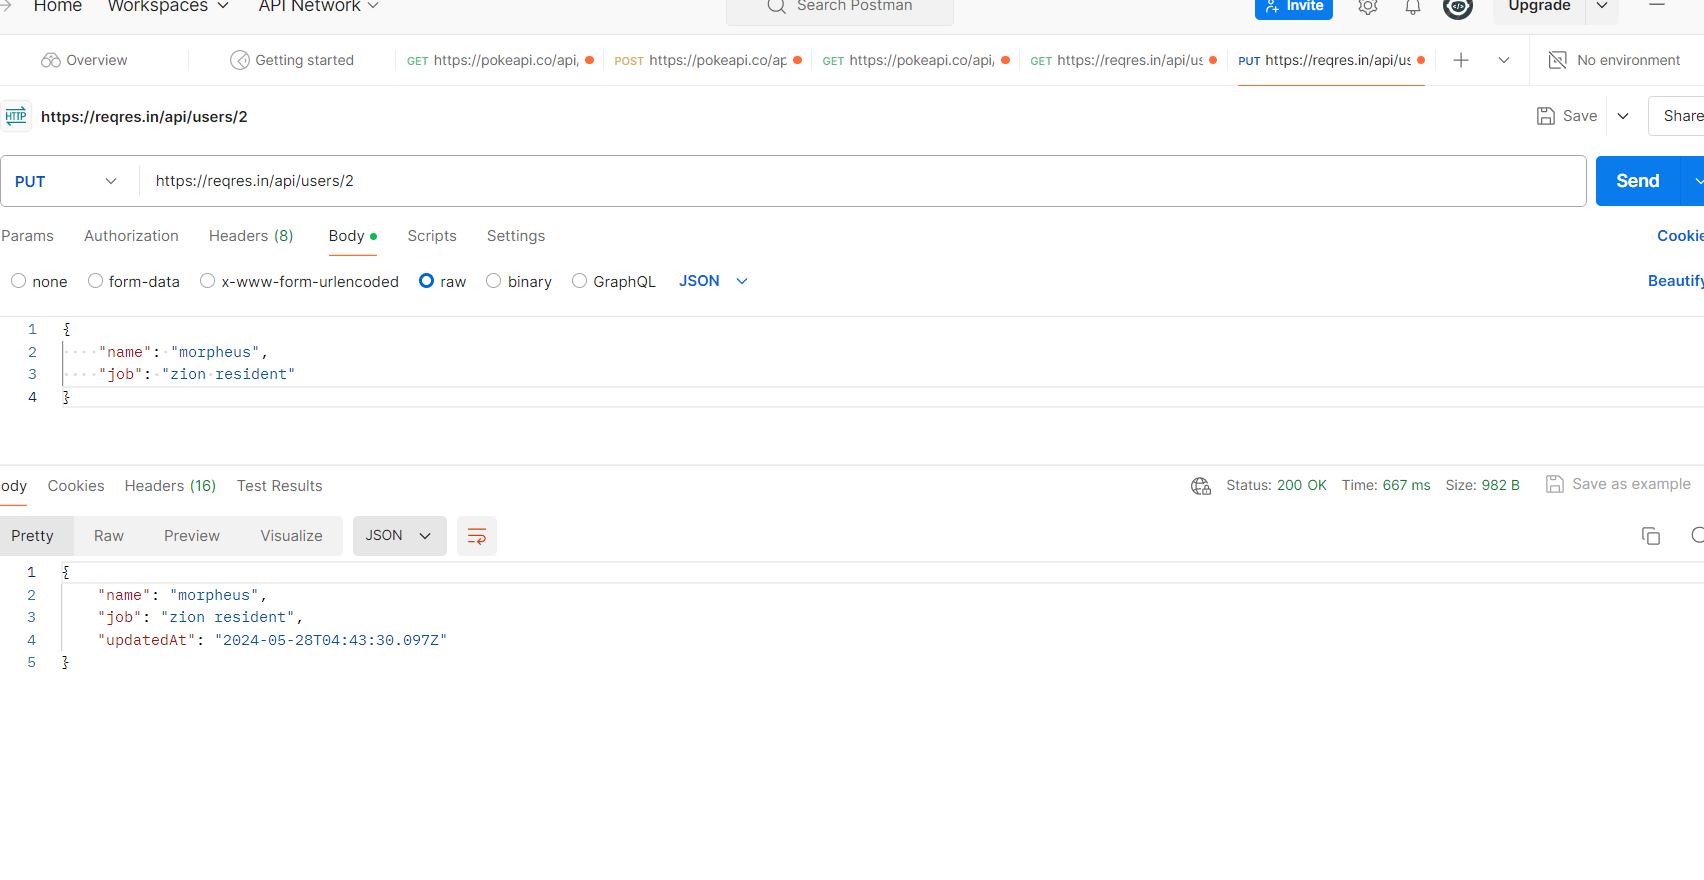 Home Workspaces API Network Search Postman Invite Upgrade
Overview Getting started GET https://pokeapi.co/api, POST https://pokeapi.co/ap GET https://pokeapi.co/api, GET https://reqres.in/api/us PUT https://reqres.in/api/us No environment
HTTP https://reqres.in/api/users/2 Save Share
PUT https://reqres.in/api/users/2 Send
Params Authorization Headers (8) Body Scripts Settings Cookie
none form-data x-www-form-urlencoded raw binary GraphQL JSON Beautify
1 {
2 "name": "morpheus",
3 "job": "zion resident"
4 }
ody Cookies Headers (16) Test Results Status: 200 OK Time: 667 ms Size: 982 B Save as example
Pretty Raw Preview Visualize JSON
1 {
2 "name": "morpheus",
3 "job": "zion resident",
4 "updatedAt": "2024-05-28T04:43:30.097Z"
5 }